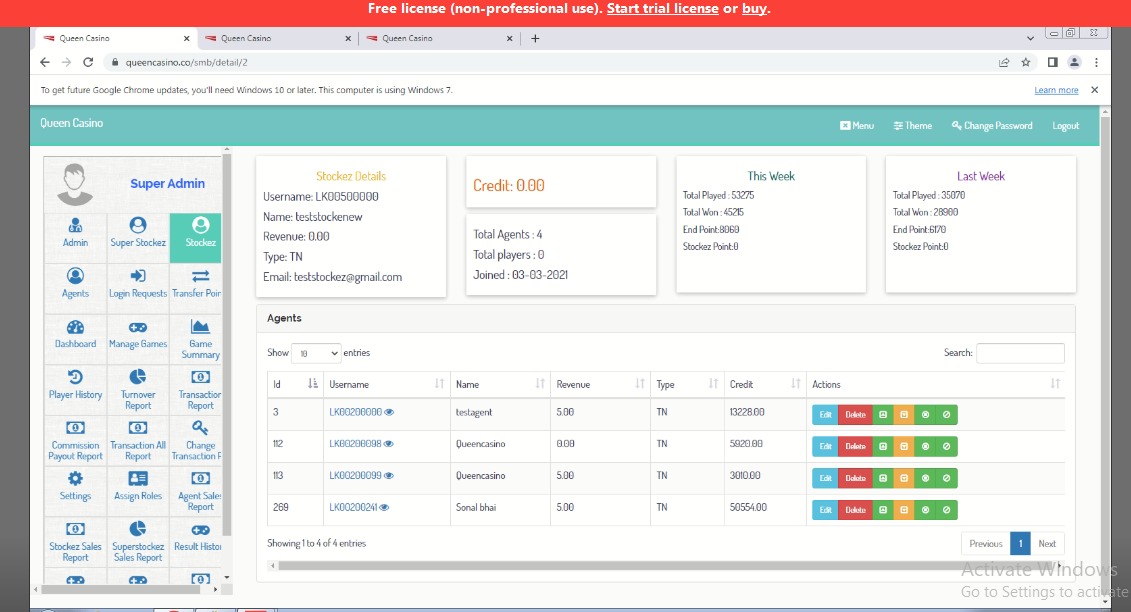 Free license (non-professional use). Start trial license or buy.
Queen Casino
Queen Casino
Queen Casino
queencasino.co/smb/detail/2
To get future Google Chrome updates, you'll need Windows 10 or later. This computer is using Windows 7.
Learn more
Queen Casino
Menu
Theme
Change Password
Logout
Super Admin
Admin
Super Stockez
Stockez
Agents
Login Requests
Transfer Poin
Dashboard
Manage Games
Game Summary
Player History
Turnover Report
Transaction Report
Commission Payout Report
Transaction All Report
Change Transaction P
Settings
Assign Roles
Agent Sales Report
Stockez Sales Report
Superstockez Sales Report
Result Histor
Stockez Details
Username: LK00500000
Name: teststockenew
Revenue: 0.00
Type: TN
Email: teststockez@gmail.com
Credit: 0.00
Total Agents : 4
Total players : 0
Joined : 03-03-2021
This Week
Total Played : 53275
Total Won : 45215
End Point:8060
Stockez Point:0
Last Week
Total Played : 35070
Total Won : 28900
End Point:6170
Stockez Point:0
Agents
Show 10 entries
Search:
Id Username Name Revenue Type Credit Actions
3 LK00200000 testagent 5.00 TN 13228.00 Edit Delete
112 LK00200098 Queencasino 0.00 TN 5920.00 Edit Delete
113 LK00200099 Queencasino 5.00 TN 3010.00 Edit Delete
269 LK00200241 Sonal bhai 5.00 TN 50554.00 Edit Delete
Showing 1 to 4 of 4 entries
Previous 1 Next
Activate Windows
Go to Settings to activate